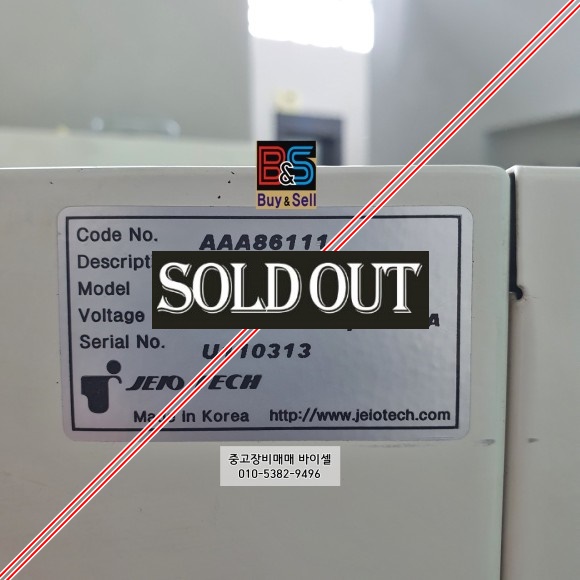 B&S
Buy & Sell
Code No. AAA86111
Model
SOLD OUT
Voltage A
Serial No.
JEIO TECH
Made in Korea http://www.jeiotech.com
중고장비매매 바이셀
010-5382-9496